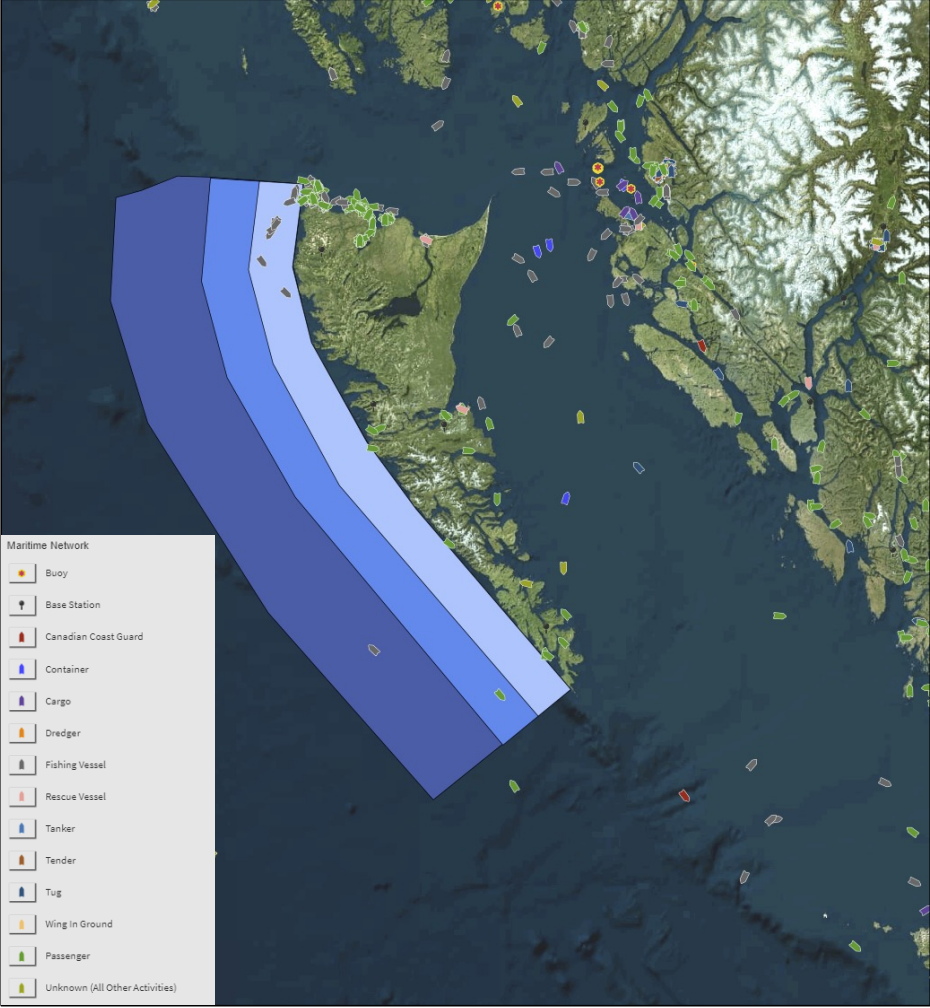 Maritime Network
Buoy
Base Station
Canadian Coast Guard
Container
Cargo
Dredger
Fishing Vessel
Rescue Vessel
Tanker
Tender
Tug
Wing In Ground
Passenger
Unknown (All Other Activities)